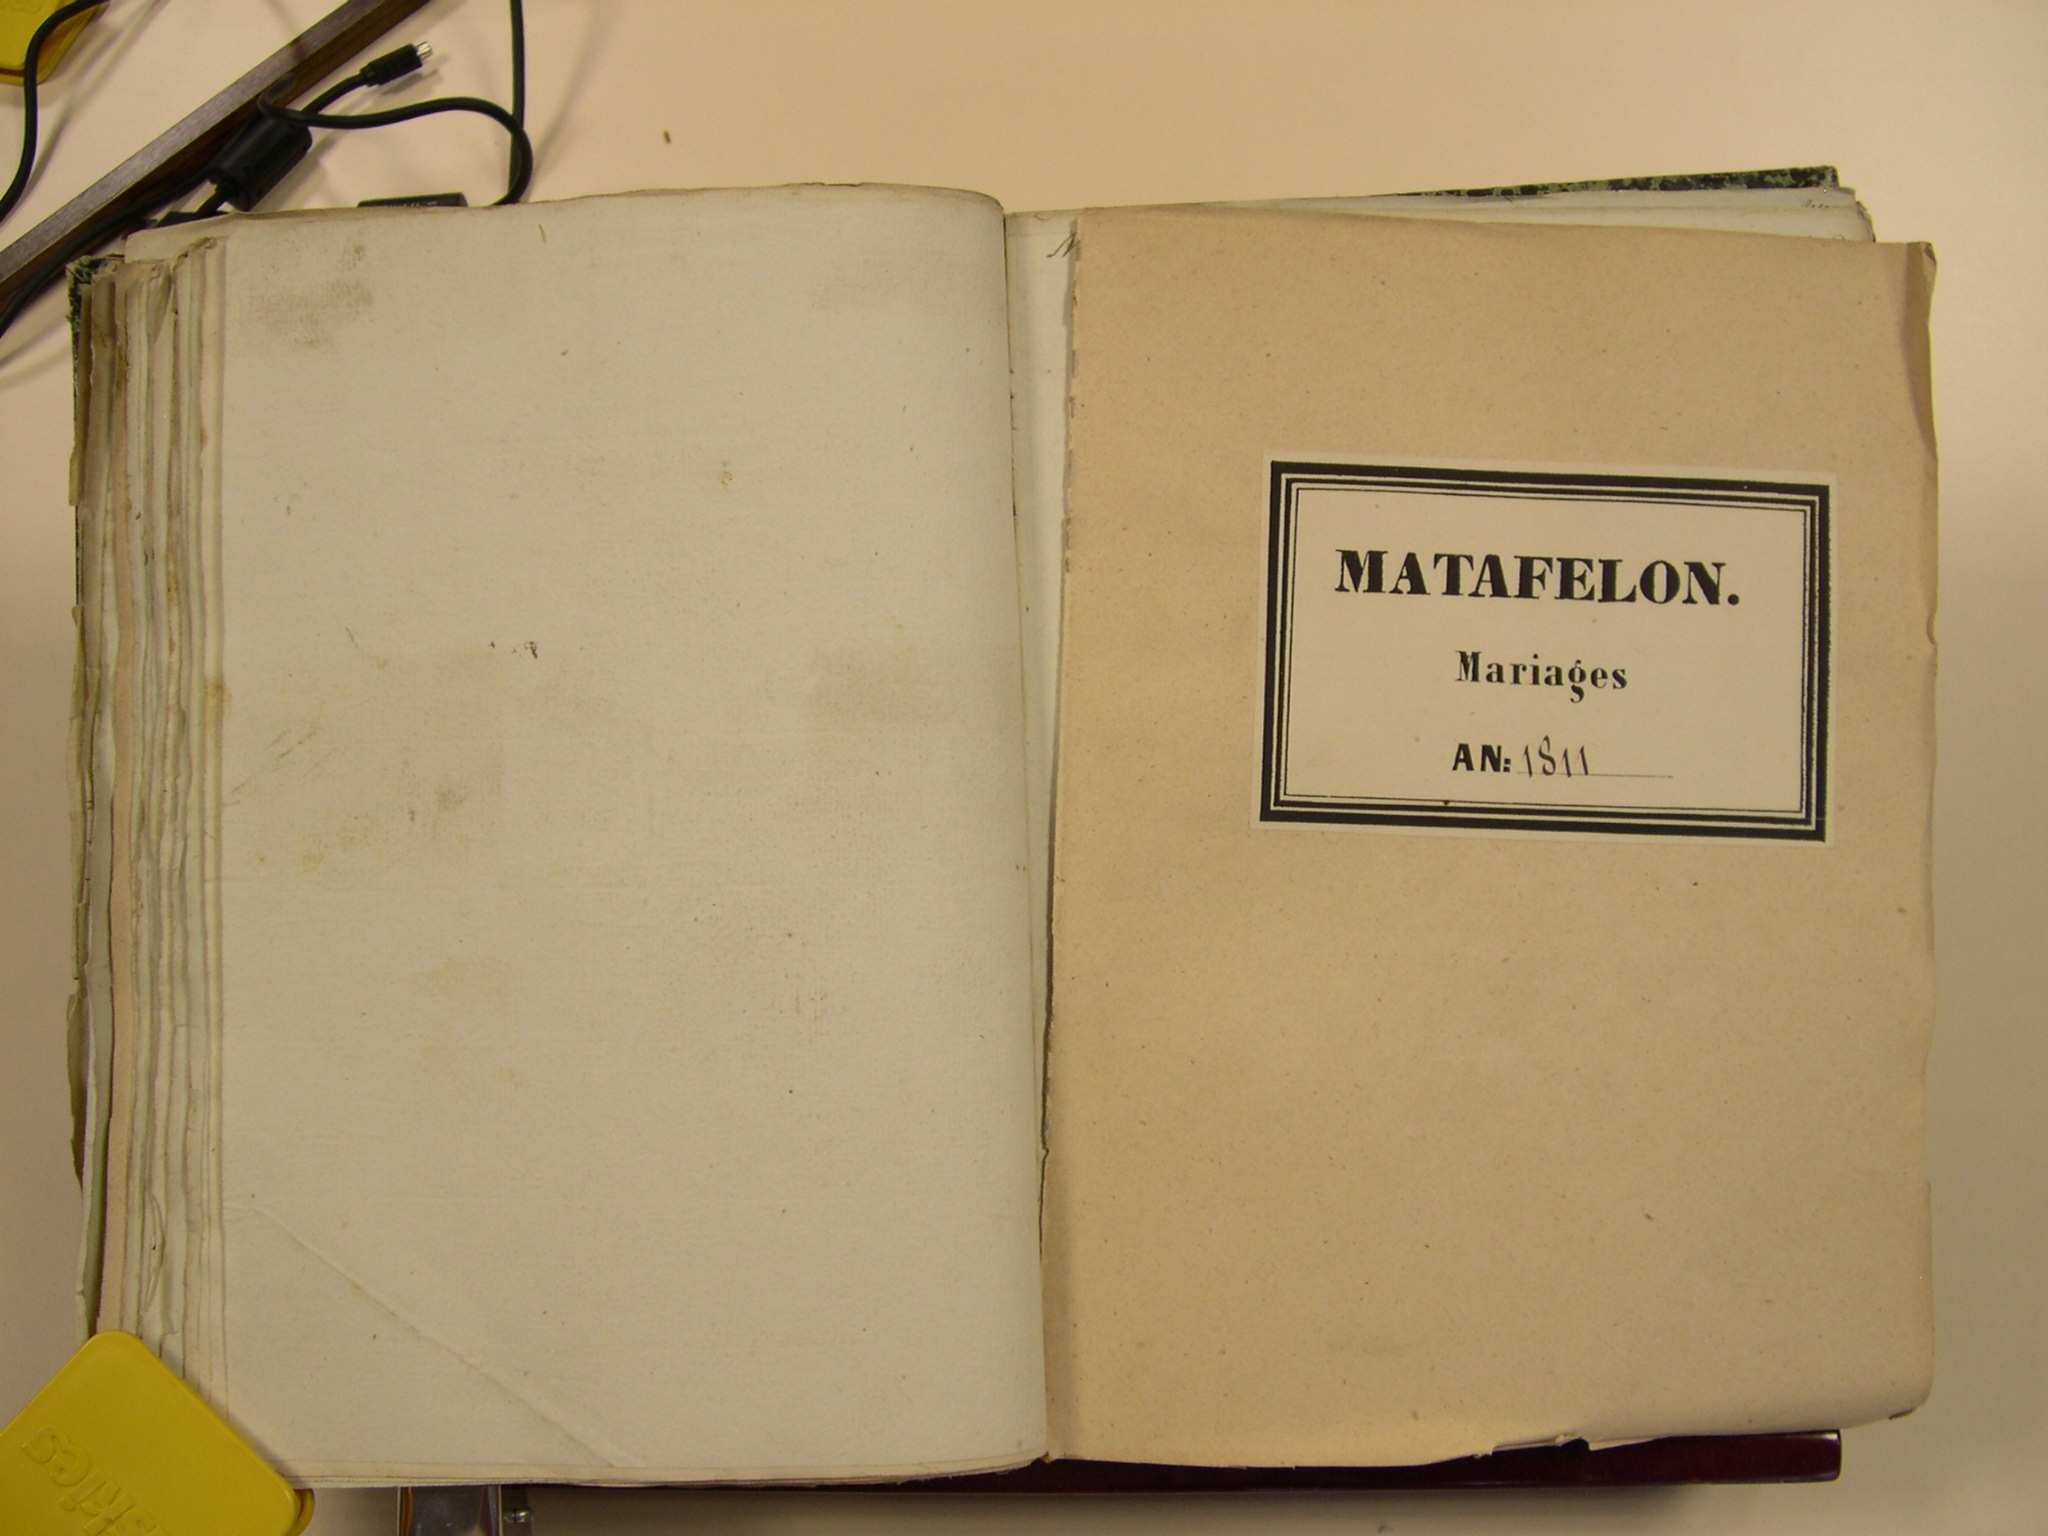 MATAFELON.
Mariages
AN: 1811